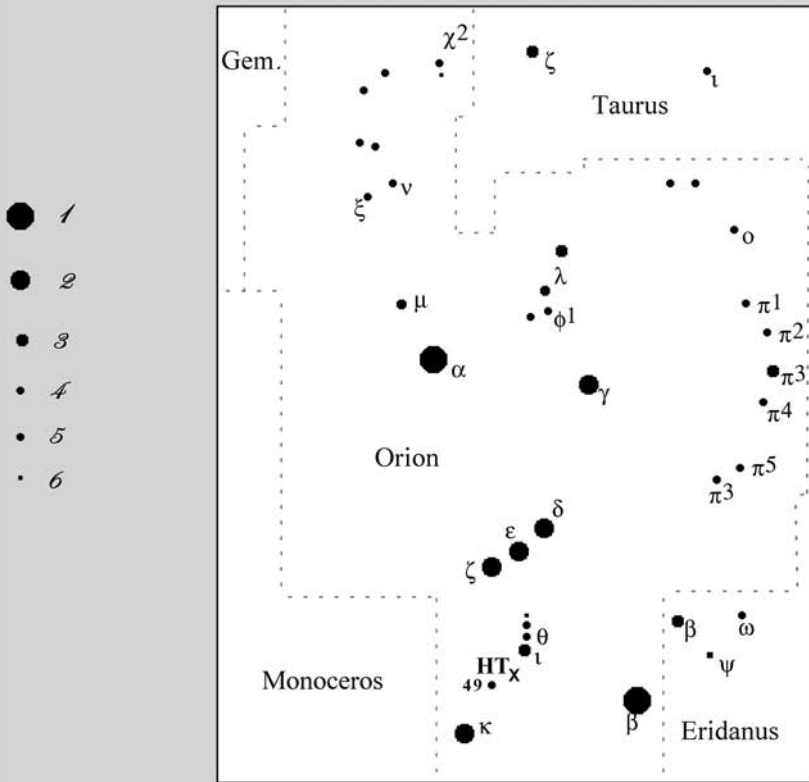 χ2
Gem.
ζ
ι
Taurus
ν
ξ
1
ο
2
λ
μ
ϕ1
π1
π2
3
α
π3
γ
4
π4
5
Orion
π5
6
π3
δ
ε
ζ
θ
β
ω
ι
ψ
HTx
49
Monoceros
κ
β
Eridanus